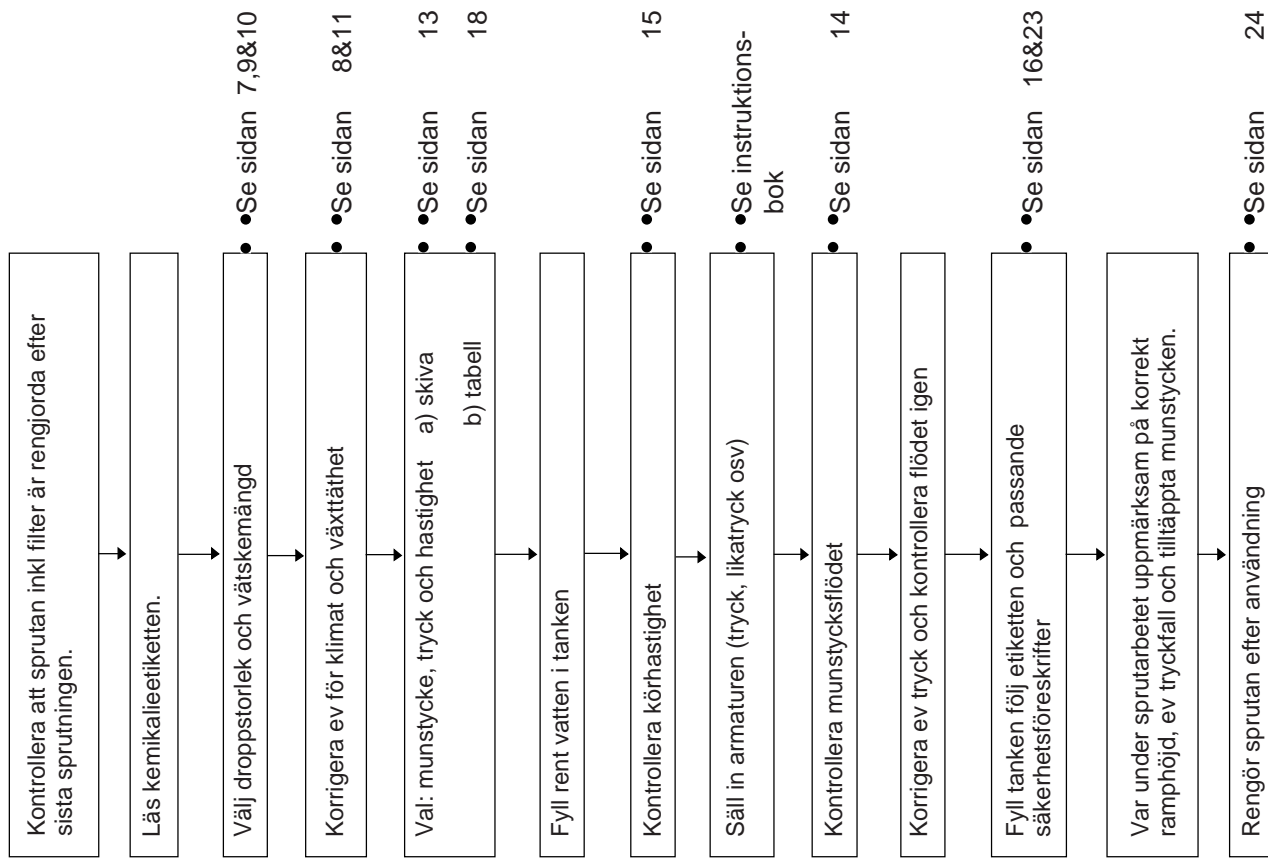 Kontrollera att sprutan inkl filter är rengjorda efter
sista sprutningen.
Läs kemikalieetiketten.
Välj droppstorlek och vätskemängd
●●Se sidan 7,9&10
Korrigera ev för klimat och växttäthet
● ●Se sidan 8&11
Val: munstycke, tryck och hastighet a) skiva
● ●Se sidan 13
b) tabell
● ●Se sidan 18
Fyll rent vatten i tanken
Kontrollera körhastighet
● ●Se sidan 15
Säll in armaturen (tryck, likatryck osv)
● ●Se instruktions-
bok
Kontrollera munstycksflödet
● ●Se sidan 14
Korrigera ev tryck och kontrollera flödet igen
Fyll tanken följ etiketten och passande
säkerhetsföreskrifter
● ●Se sidan 16&23
Var under sprutarbetet uppmärksam på korrekt
ramphöjd, ev tryckfall och tilltäppta munstycken.
Rengör sprutan efter användning
● ●Se sidan 24